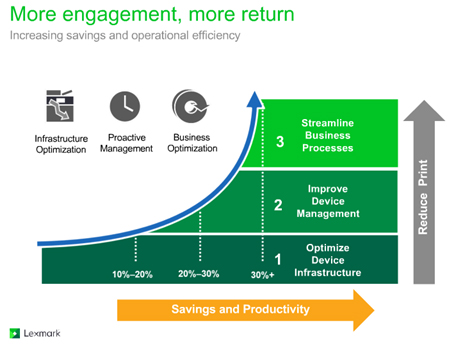 More engagement, more return
Increasing savings and operational efficiency
Infrastructure
Optimization
Proactive
Management
Business
Optimization
3
Streamline
Business
Processes
2
Improve
Device
Management
1
Optimize
Device
Infrastructure
10%–20%
20%–30%
30%+
Reduce Print
Savings and Productivity
Lexmark